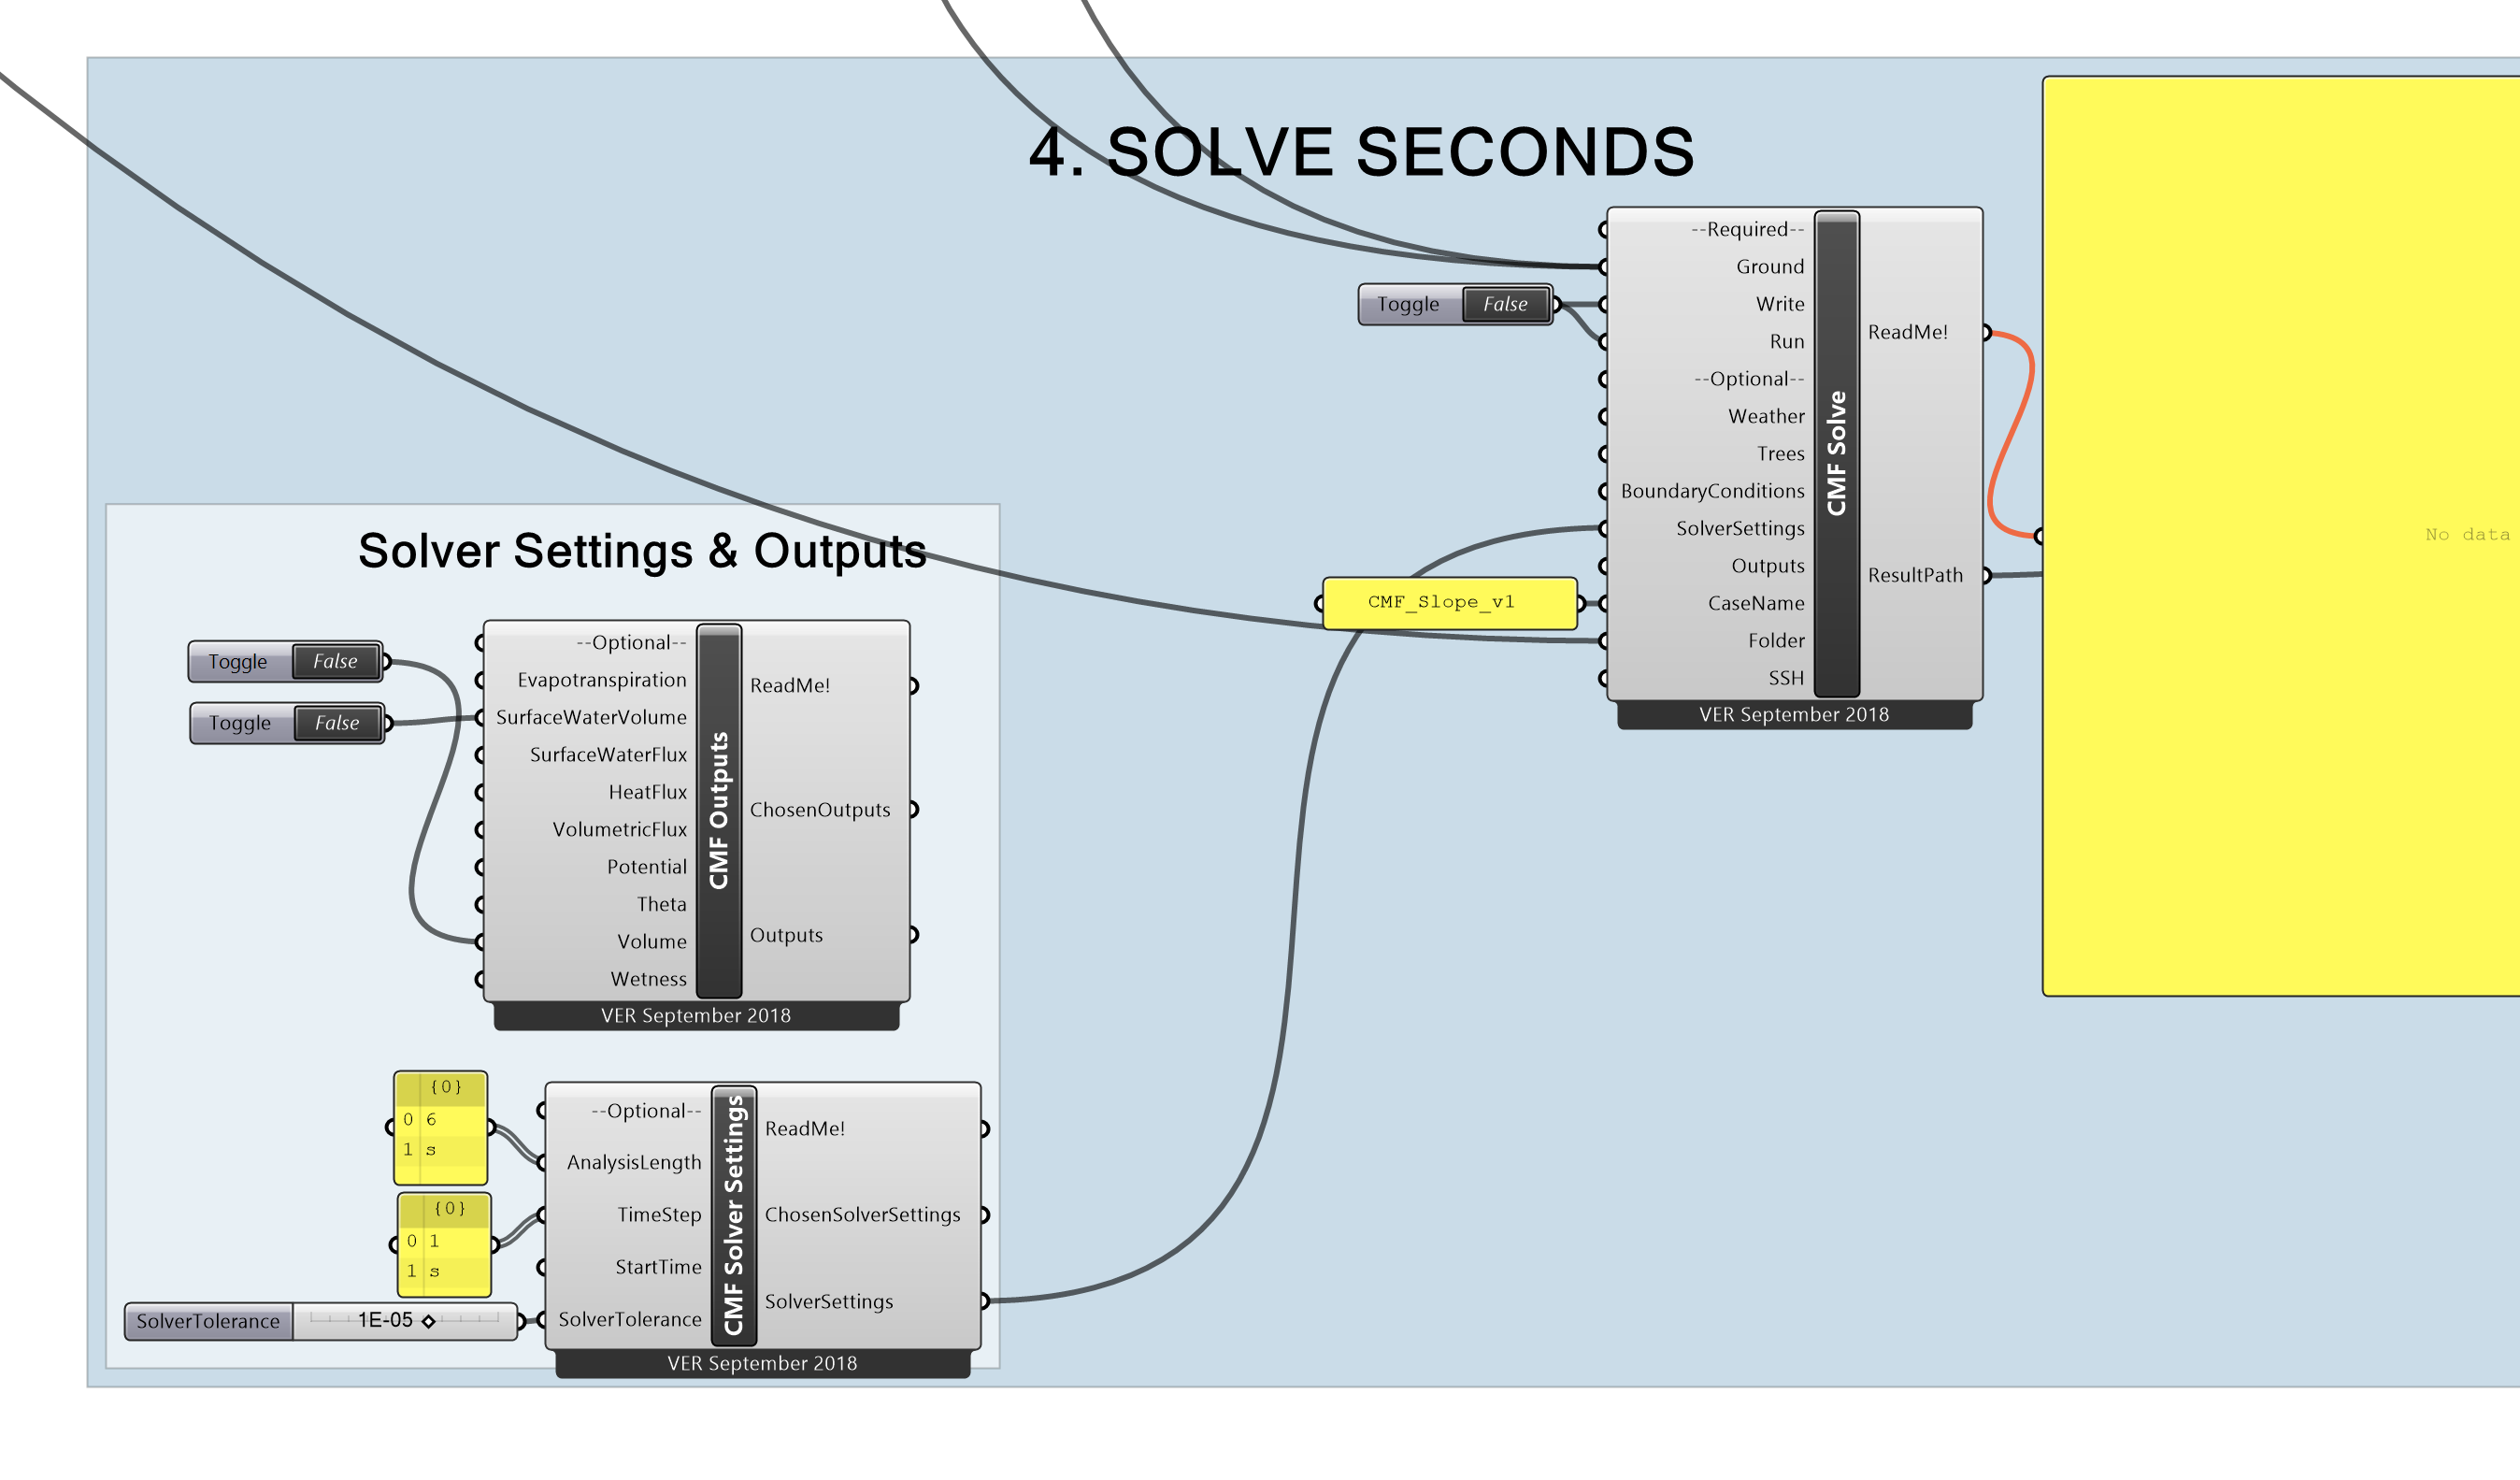 4. SOLVE SECONDS
--Required--
Ground
Write
Run
--Optional--
Weather
Trees
BoundaryConditions
SolverSettings
Outputs
CaseName
Folder
SSH
CMF Solve
ReadMe!
ResultPath
VER September 2018
Toggle False
CMF_Slope_v1
No data
Solver Settings & Outputs
Toggle False
Toggle False
--Optional--
Evapotranspiration
SurfaceWaterVolume
SurfaceWaterFlux
HeatFlux
VolumetricFlux
Potential
Theta
Volume
Wetness
CMF Outputs
ReadMe!
ChosenOutputs
Outputs
VER September 2018
{0}
0 6
1 s
{0}
0 1
1 s
SolverTolerance 1E-05
--Optional--
AnalysisLength
TimeStep
StartTime
SolverTolerance
CMF Solver Settings
ReadMe!
ChosenSolverSettings
SolverSettings
VER September 2018